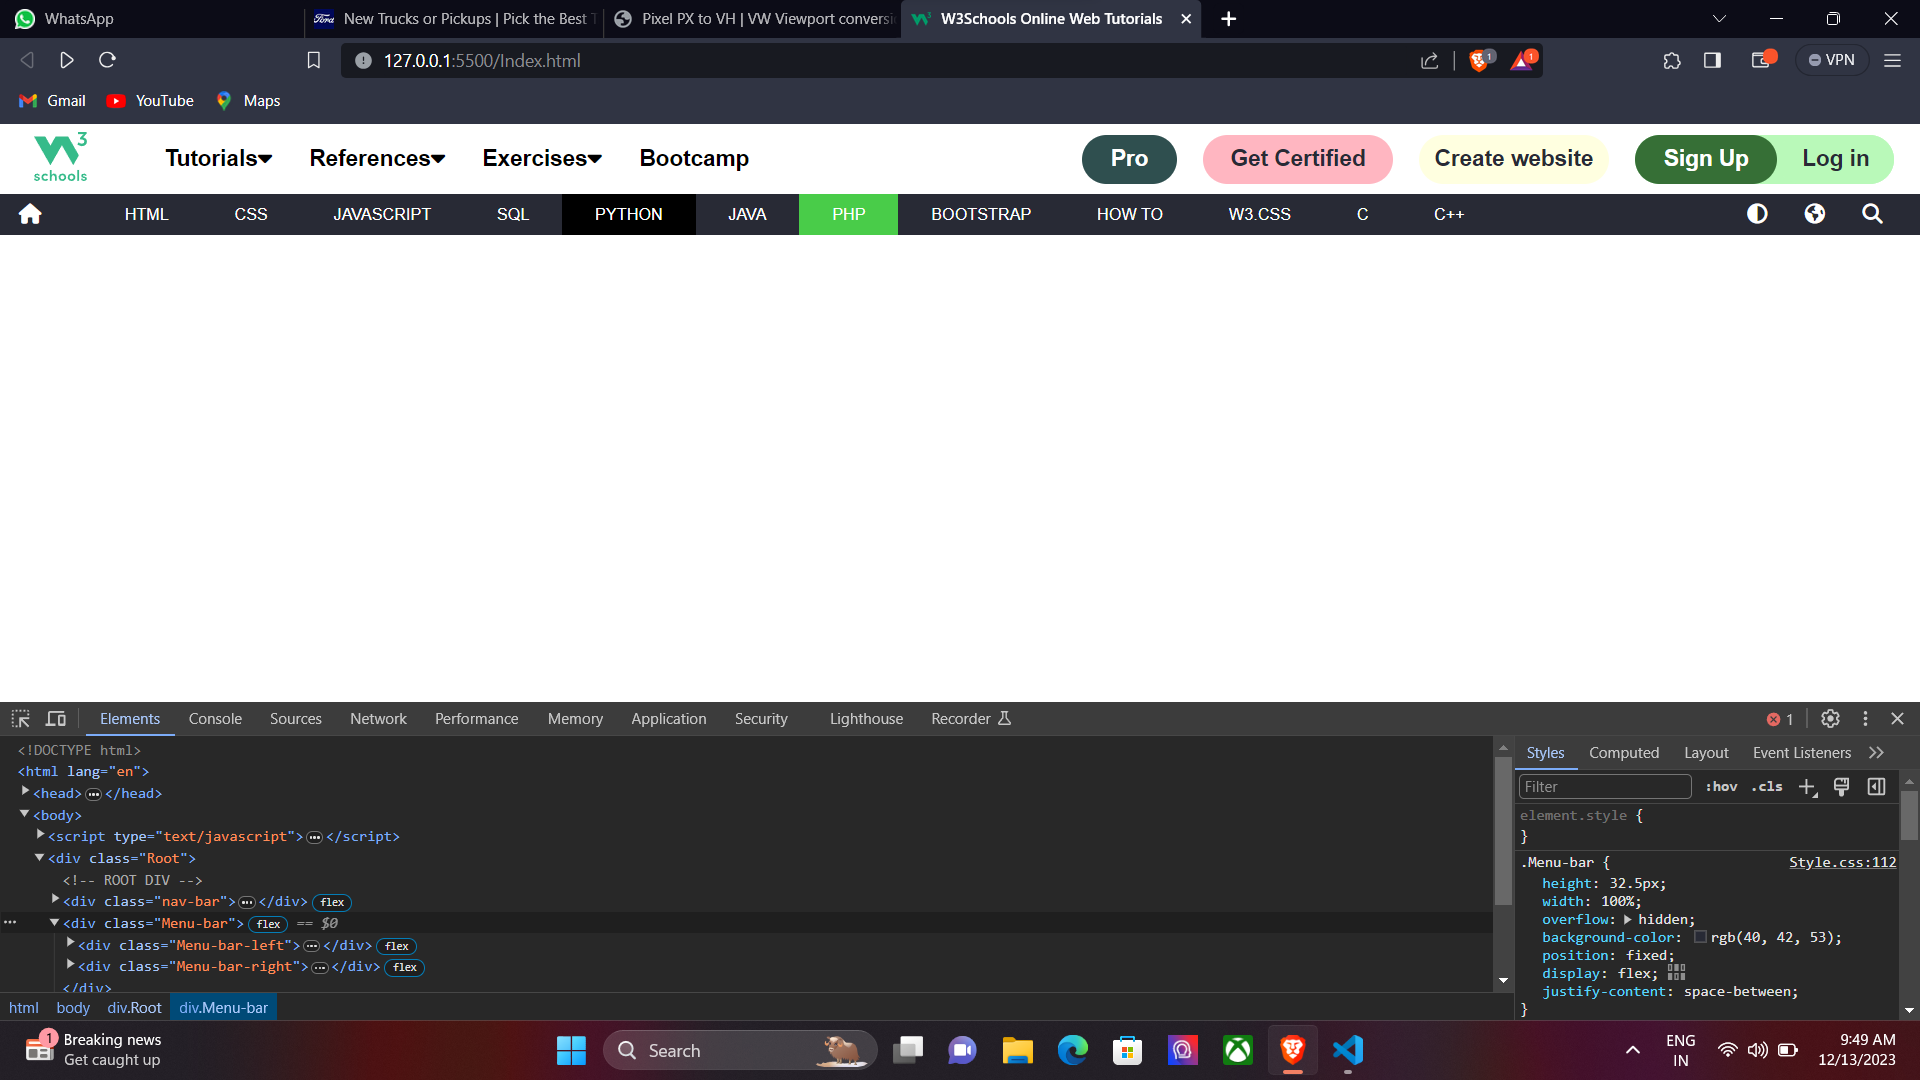 WhatsApp
New Trucks or Pickups | Pick the Best T
Pixel PX to VH | VW Viewport conversi
W3Schools Online Web Tutorials
127.0.0.1:5500/Index.html
1
1
VPN
Gmail
YouTube
Maps
W3 schools
Tutorials
References
Exercises
Bootcamp
Pro
Get Certified
Create website
Sign Up
Log in
HTML
CSS
JAVASCRIPT
SQL
PYTHON
JAVA
PHP
BOOTSTRAP
HOW TO
W3.CSS
C
C++
Elements
Console
Sources
Network
Performance
Memory
Application
Security
Lighthouse
Recorder
1
<!DOCTYPE html>
<html lang="en">
<head>…</head>
<body>
<script type="text/javascript">…</script>
<div class="Root">
<!-- ROOT DIV -->
<div class="nav-bar">…</div> flex
<div class="Menu-bar"> flex == $0
<div class="Menu-bar-left">…</div> flex
<div class="Menu-bar-right">…</div> flex
</div>
html body div.Root div.Menu-bar
Styles
Computed
Layout
Event Listeners
Filter
:hov .cls
element.style {
}
.Menu-bar { Style.css:112
height: 32.5px;
width: 100%;
overflow: hidden;
background-color: rgb(40, 42, 53);
position: fixed;
display: flex;
justify-content: space-between;
}
1
Breaking news
Get caught up
Search
ENG
IN
9:49 AM
12/13/2023